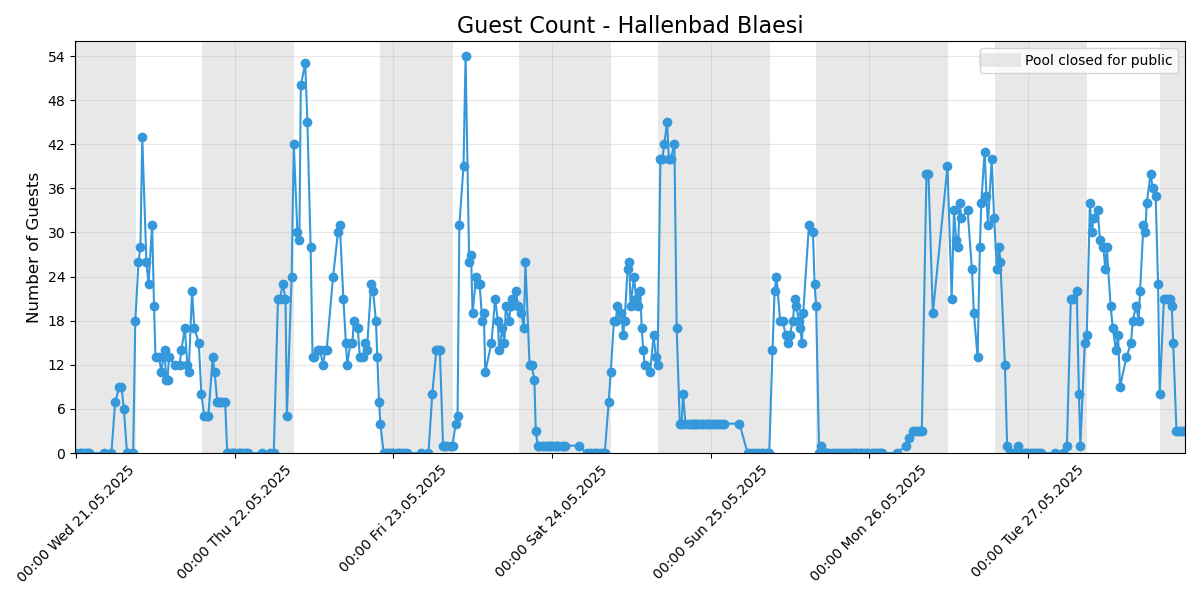 Guest Count - Hallenbad Blaesi
Pool closed for public
Number of Guests
54
48
42
36
30
24
18
12
6
0
00:00 Wed 21.05.2025
00:00 Thu 22.05.2025
00:00 Fri 23.05.2025
00:00 Sat 24.05.2025
00:00 Sun 25.05.2025
00:00 Mon 26.05.2025
00:00 Tue 27.05.2025